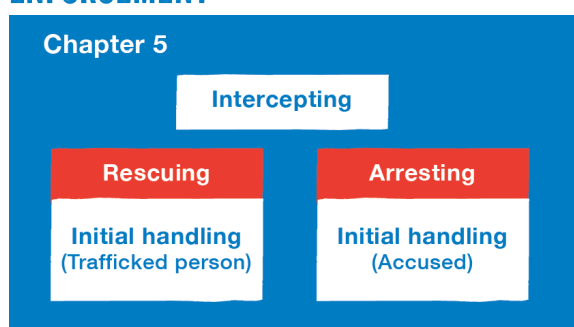 Chapter 5
Intercepting
Rescuing
Initial handling
(Trafficked person)
Arresting
Initial handling
(Accused)